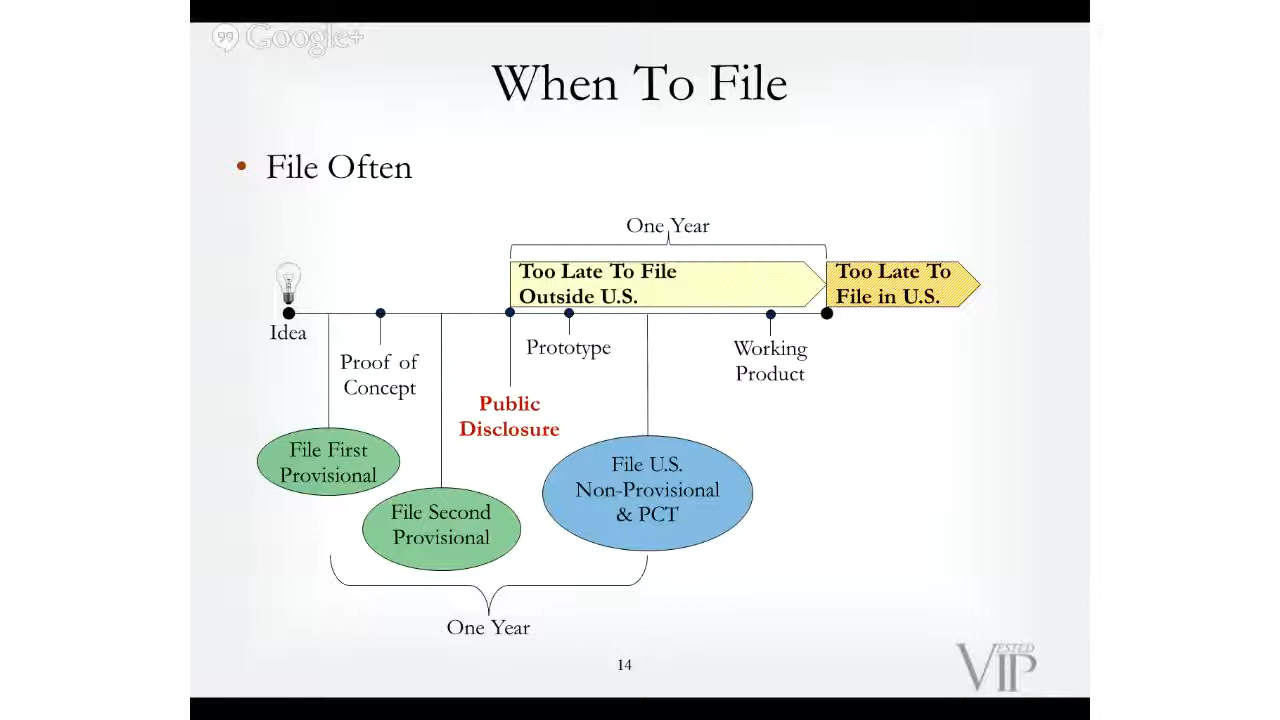 Google+
When To File
• File Often
One Year
Too Late To File
Outside U.S.
Too Late To
File in U.S.
Idea
Proof of
Concept
Public
Disclosure
Prototype
Working
Product
File First
Provisional
File Second
Provisional
File U.S.
Non-Provisional
& PCT
One Year
14
VESTED
VIP